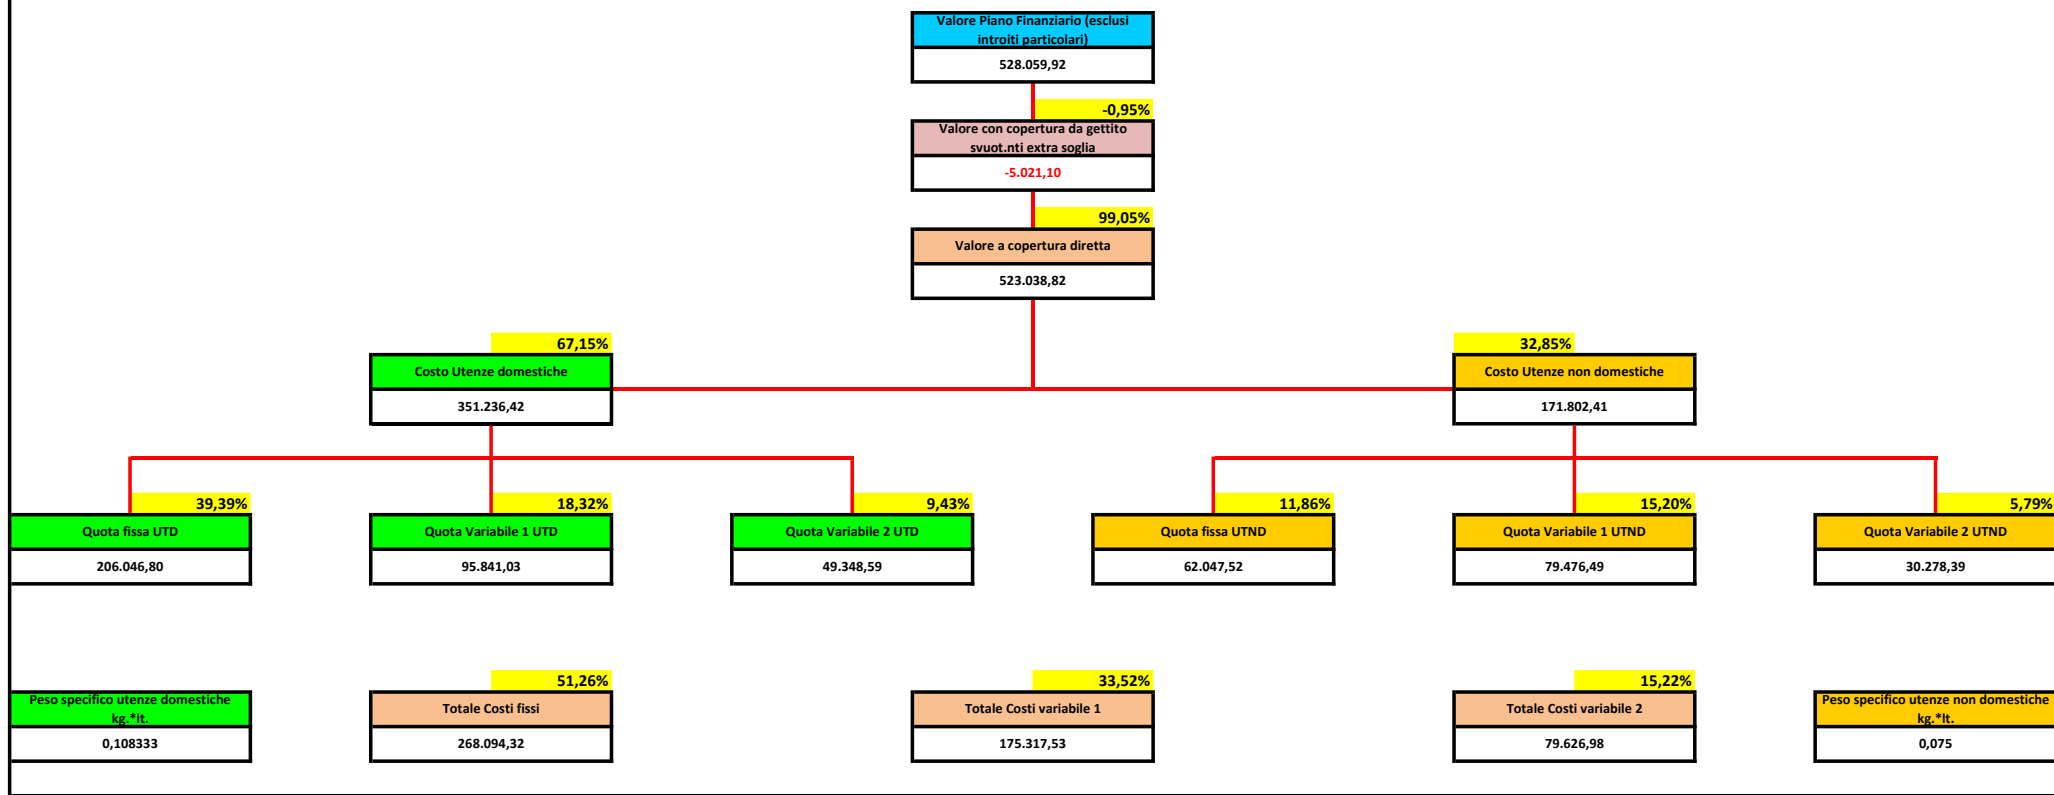 Valore Piano Finanziario (esclusi
introiti particolari)
528.059,92
-0,95%
Valore con copertura da gettito
svuot.nti extra soglia
-5.021,10
99,05%
Valore a copertura diretta
523.038,82
67,15%
32,85%
Costo Utenze domestiche
Costo Utenze non domestiche
351.236,42
171.802,41
39,39%
18,32%
9,43%
11,86%
15,20%
5,79%
Quota fissa UTD
Quota Variabile 1 UTD
Quota Variabile 2 UTD
Quota fissa UTND
Quota Variabile 1 UTND
Quota Variabile 2 UTND
206.046,80
95.841,03
49.348,59
62.047,52
79.476,49
30.278,39
51,26%
33,52%
15,22%
Peso specifico utenze domestiche
kg.*lt.
Totale Costi fissi
Totale Costi variabile 1
Totale Costi variabile 2
Peso specifico utenze non domestiche
kg.*lt.
0,108333
268.094,32
175.317,53
79.626,98
0,075